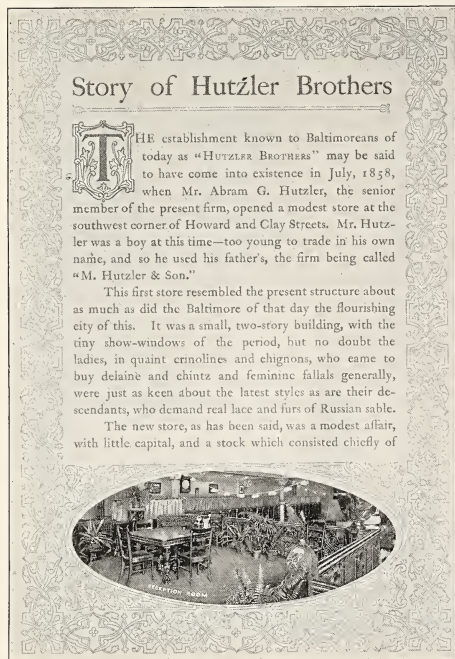 Story of Hutzler Brothers
THE establishment known to Baltimoreans of
today as "HUTZLER BROTHERS" may be said
to have come into existence in July, 1858,
when Mr. Abram G. Hutzler, the senior
member of the present firm, opened a modest store at the
southwest corner of Howard and Clay Streets. Mr. Hutz-
ler was a boy at this time—too young to trade in his own
name, and so he used his father's, the firm being called
"M. Hutzler & Son."
This first store resembled the present structure about
as much as did the Baltimore of that day the flourishing
city of this. It was a small, two-story building, with the
tiny show-windows of the period, but no doubt the
ladies, in quaint crinolines and chignons, who came to
buy delaine and chintz and feminine fallals generally,
were just as keen about the latest styles as are their de-
scendants, who demand real lace and furs of Russian sable.
The new store, as has been said, was a modest affair,
with little capital, and a stock which consisted chiefly of
RECEPTION ROOM